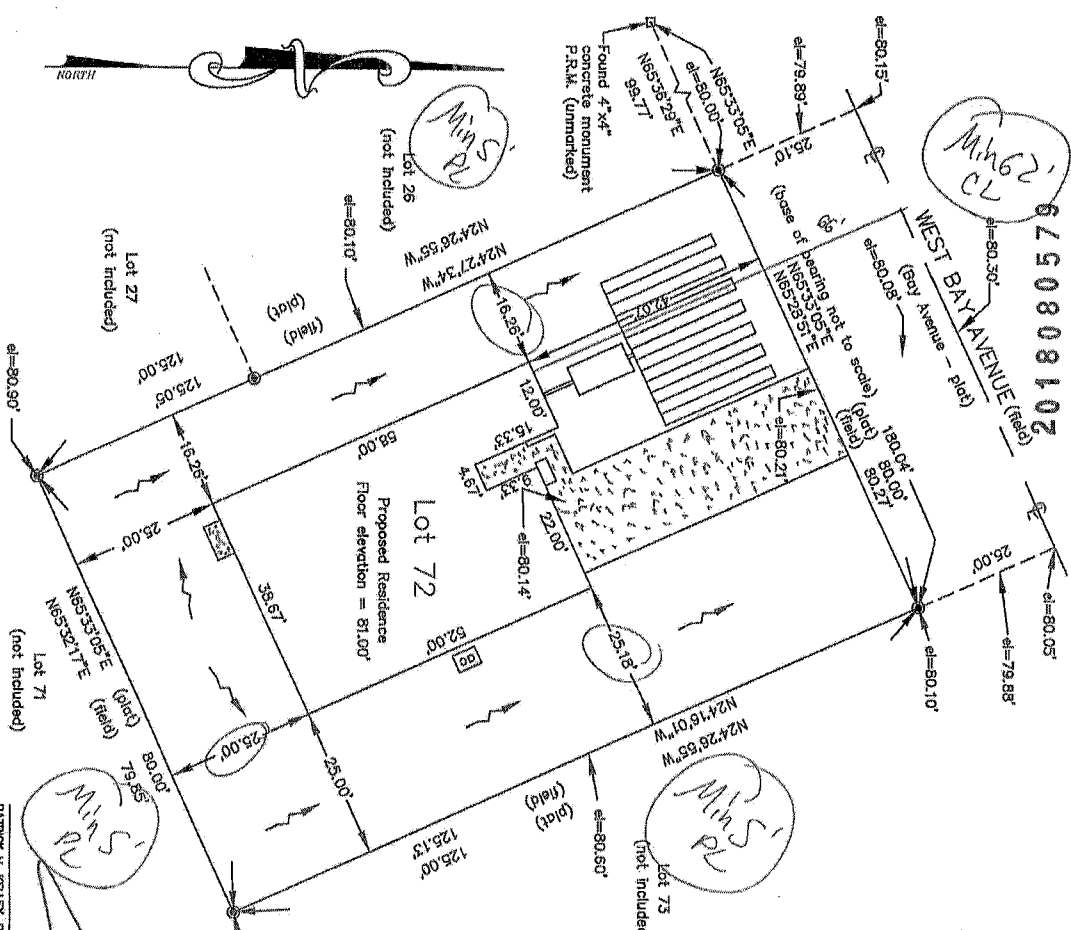 2018080579
Min 62'
CL
el=80.15'
el=79.89'
25.10'
el=80.30'
WEST BAY AVENUE (field)
(Bay Avenue - plat)
el=80.08'
25.00'
el=80.05'
el=79.88'
el=80.10'
N65°33'05"E
el=80.00'
N65°36'29"E
99.77'
Found 4"x4"
concrete monument
P.R.M. (unmarked)
NORTH
(base of bearing not to scale)
N65°33'05"E (plat)
N65°28'51"E (field)
180.04'
80.00'
80.27'
el=80.21'
42.07'
Min 5'
PL
Lot 26
(not included)
el=80.10'
N24°26'55"W (plat)
N24°27'34"W (field)
125.00'
125.05'
16.26'
12.00'
15.33'
4.67'
9.33'
22.00'
el=80.14'
58.00'
Lot 72
Proposed Residence
Floor elevation = 81.00'
52.00'
ac
25.18'
N24°16'01"W
N24°26'55"W
(plat)
(field)
el=80.60'
125.00'
125.13'
Min 5'
PL
Lot 73
(not included
Lot 27
(not included)
el=80.90'
16.26'
25.00'
38.67'
25.00'
25.00'
N65°33'05"E (plat) 80.00'
N65°32'17"E (field) 79.85'
Lot 71
(not included)
Min 5'
PL